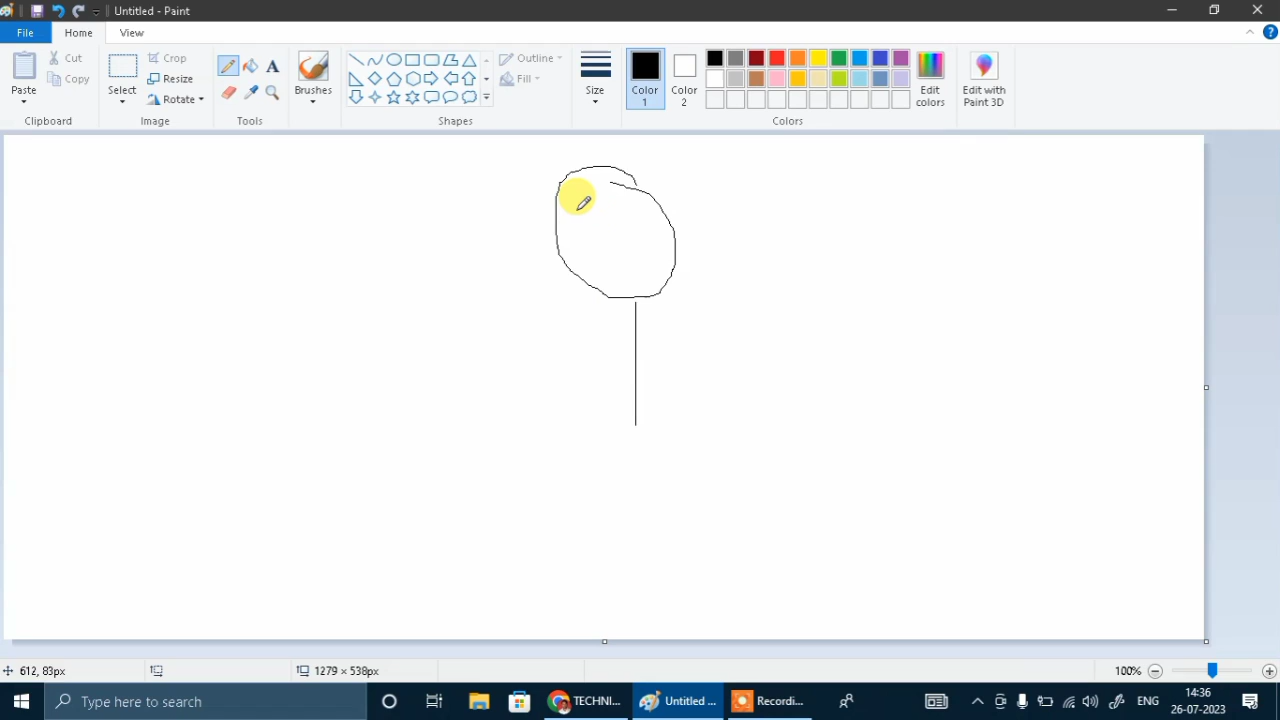 Untitled - Paint
File Home View
Paste
Cut
Copy
Clipboard
Select
Crop
Resize
Rotate
Image
A
Tools
Brushes
Shapes
Outline
Fill
Size
Color 1
Color 2
Edit colors
Colors
Edit with Paint 3D
612, 83px
1279 × 538px
100%
Type here to search
TECHNI...
Untitled ...
Recordi...
ENG
14:36
26-07-2023